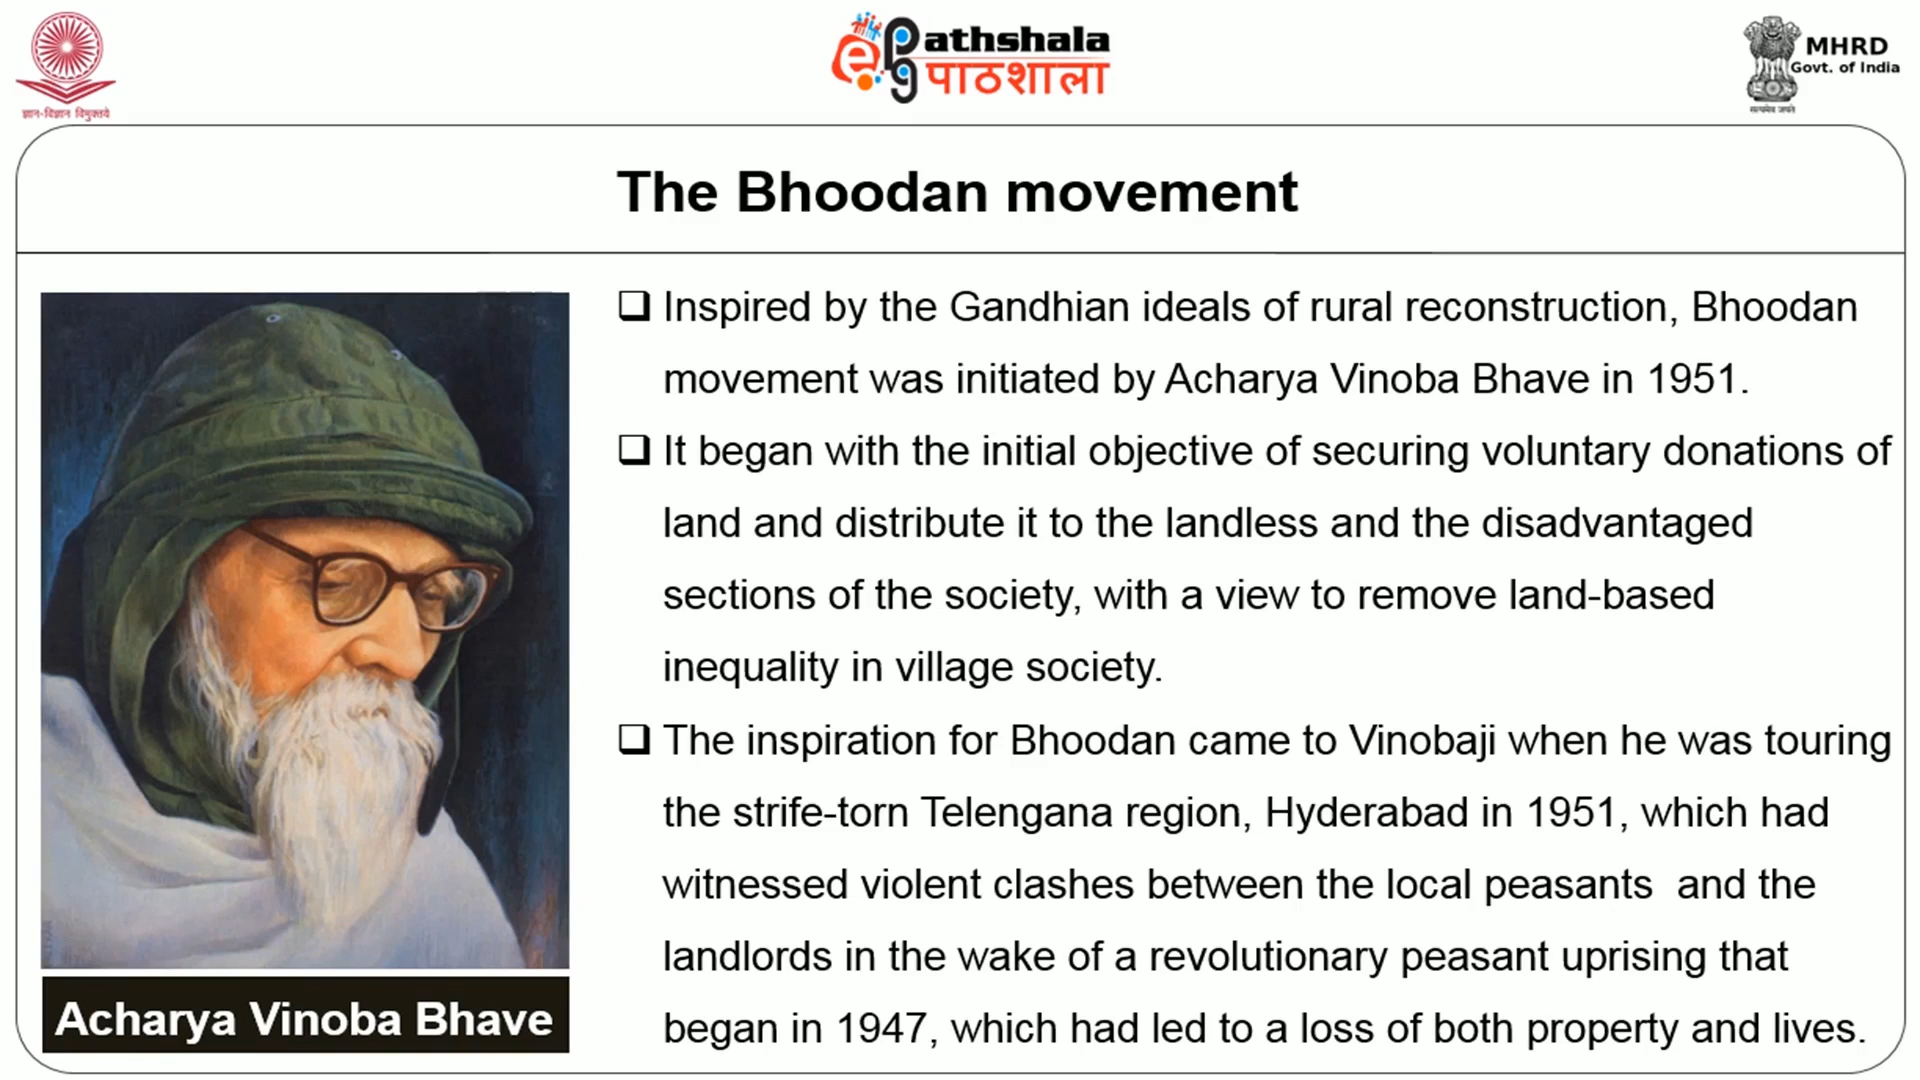 ज्ञान-विज्ञान विमुक्तये
ePathshala
पाठशाला
MHRD
Govt. of India
सत्यमेव जयते
The Bhoodan movement
❑ Inspired by the Gandhian ideals of rural reconstruction, Bhoodan
movement was initiated by Acharya Vinoba Bhave in 1951.
❑ It began with the initial objective of securing voluntary donations of
land and distribute it to the landless and the disadvantaged
sections of the society, with a view to remove land-based
inequality in village society.
❑ The inspiration for Bhoodan came to Vinobaji when he was touring
the strife-torn Telengana region, Hyderabad in 1951, which had
witnessed violent clashes between the local peasants and the
landlords in the wake of a revolutionary peasant uprising that
began in 1947, which had led to a loss of both property and lives.
Acharya Vinoba Bhave